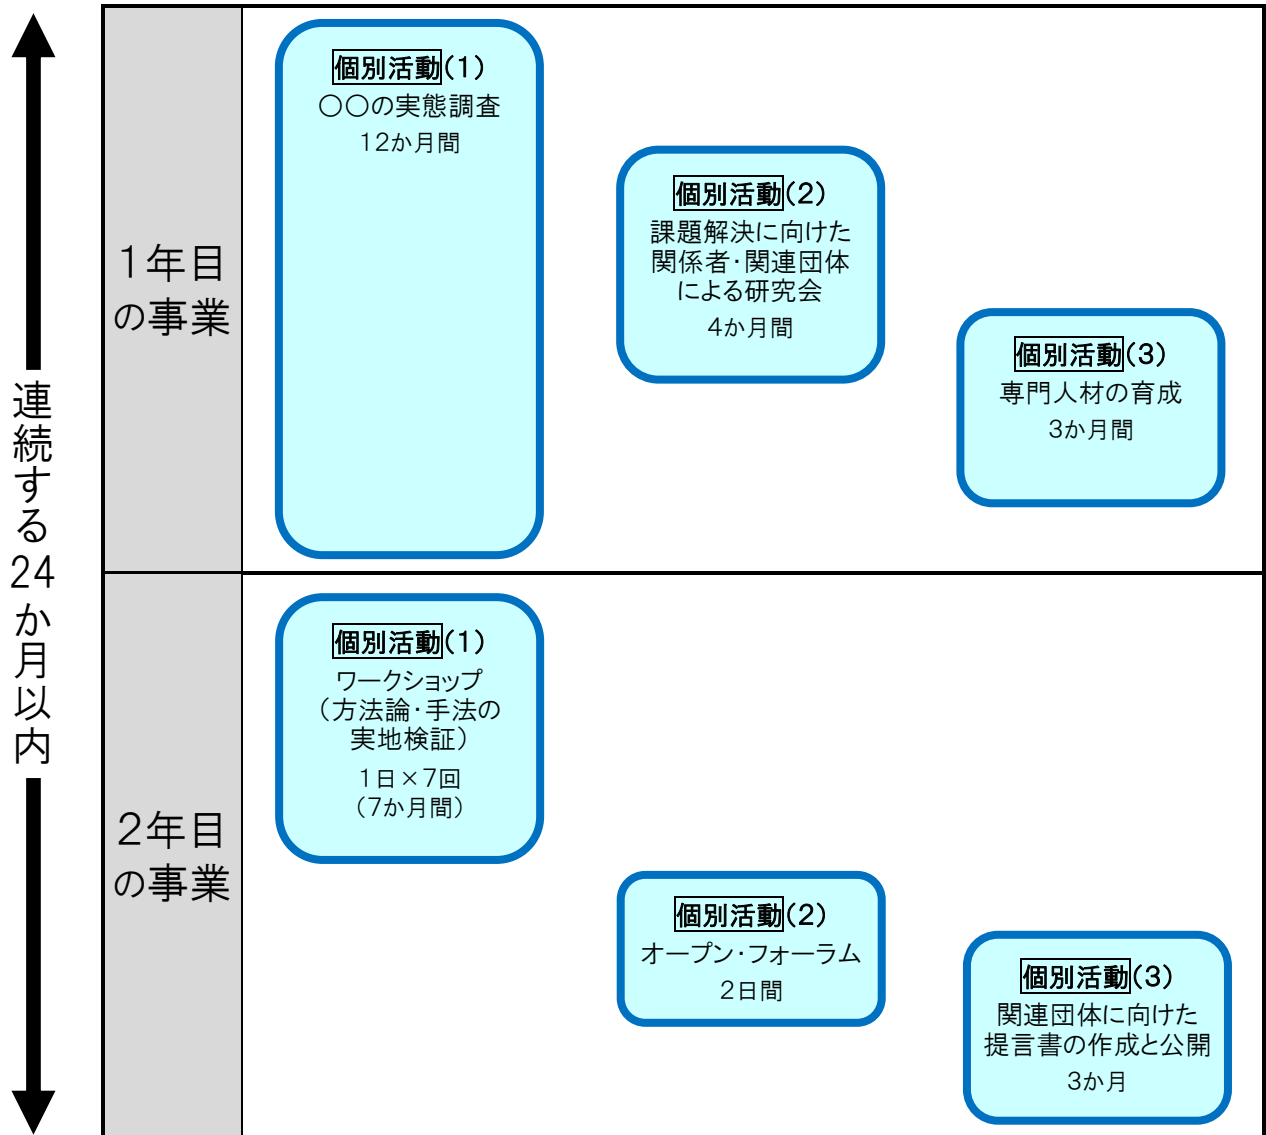 連続する24か月以内
1年目
の事業
個別活動(1)
○○の実態調査
12か月間
個別活動(2)
課題解決に向けた
関係者・関連団体
による研究会
4か月間
個別活動(3)
専門人材の育成
3か月間
2年目
の事業
個別活動(1)
ワークショップ
（方法論・手法の
実地検証）
1日×7回
（7か月間）
個別活動(2)
オープン・フォーラム
2日間
個別活動(3)
関連団体に向けた
提言書の作成と公開
3か月